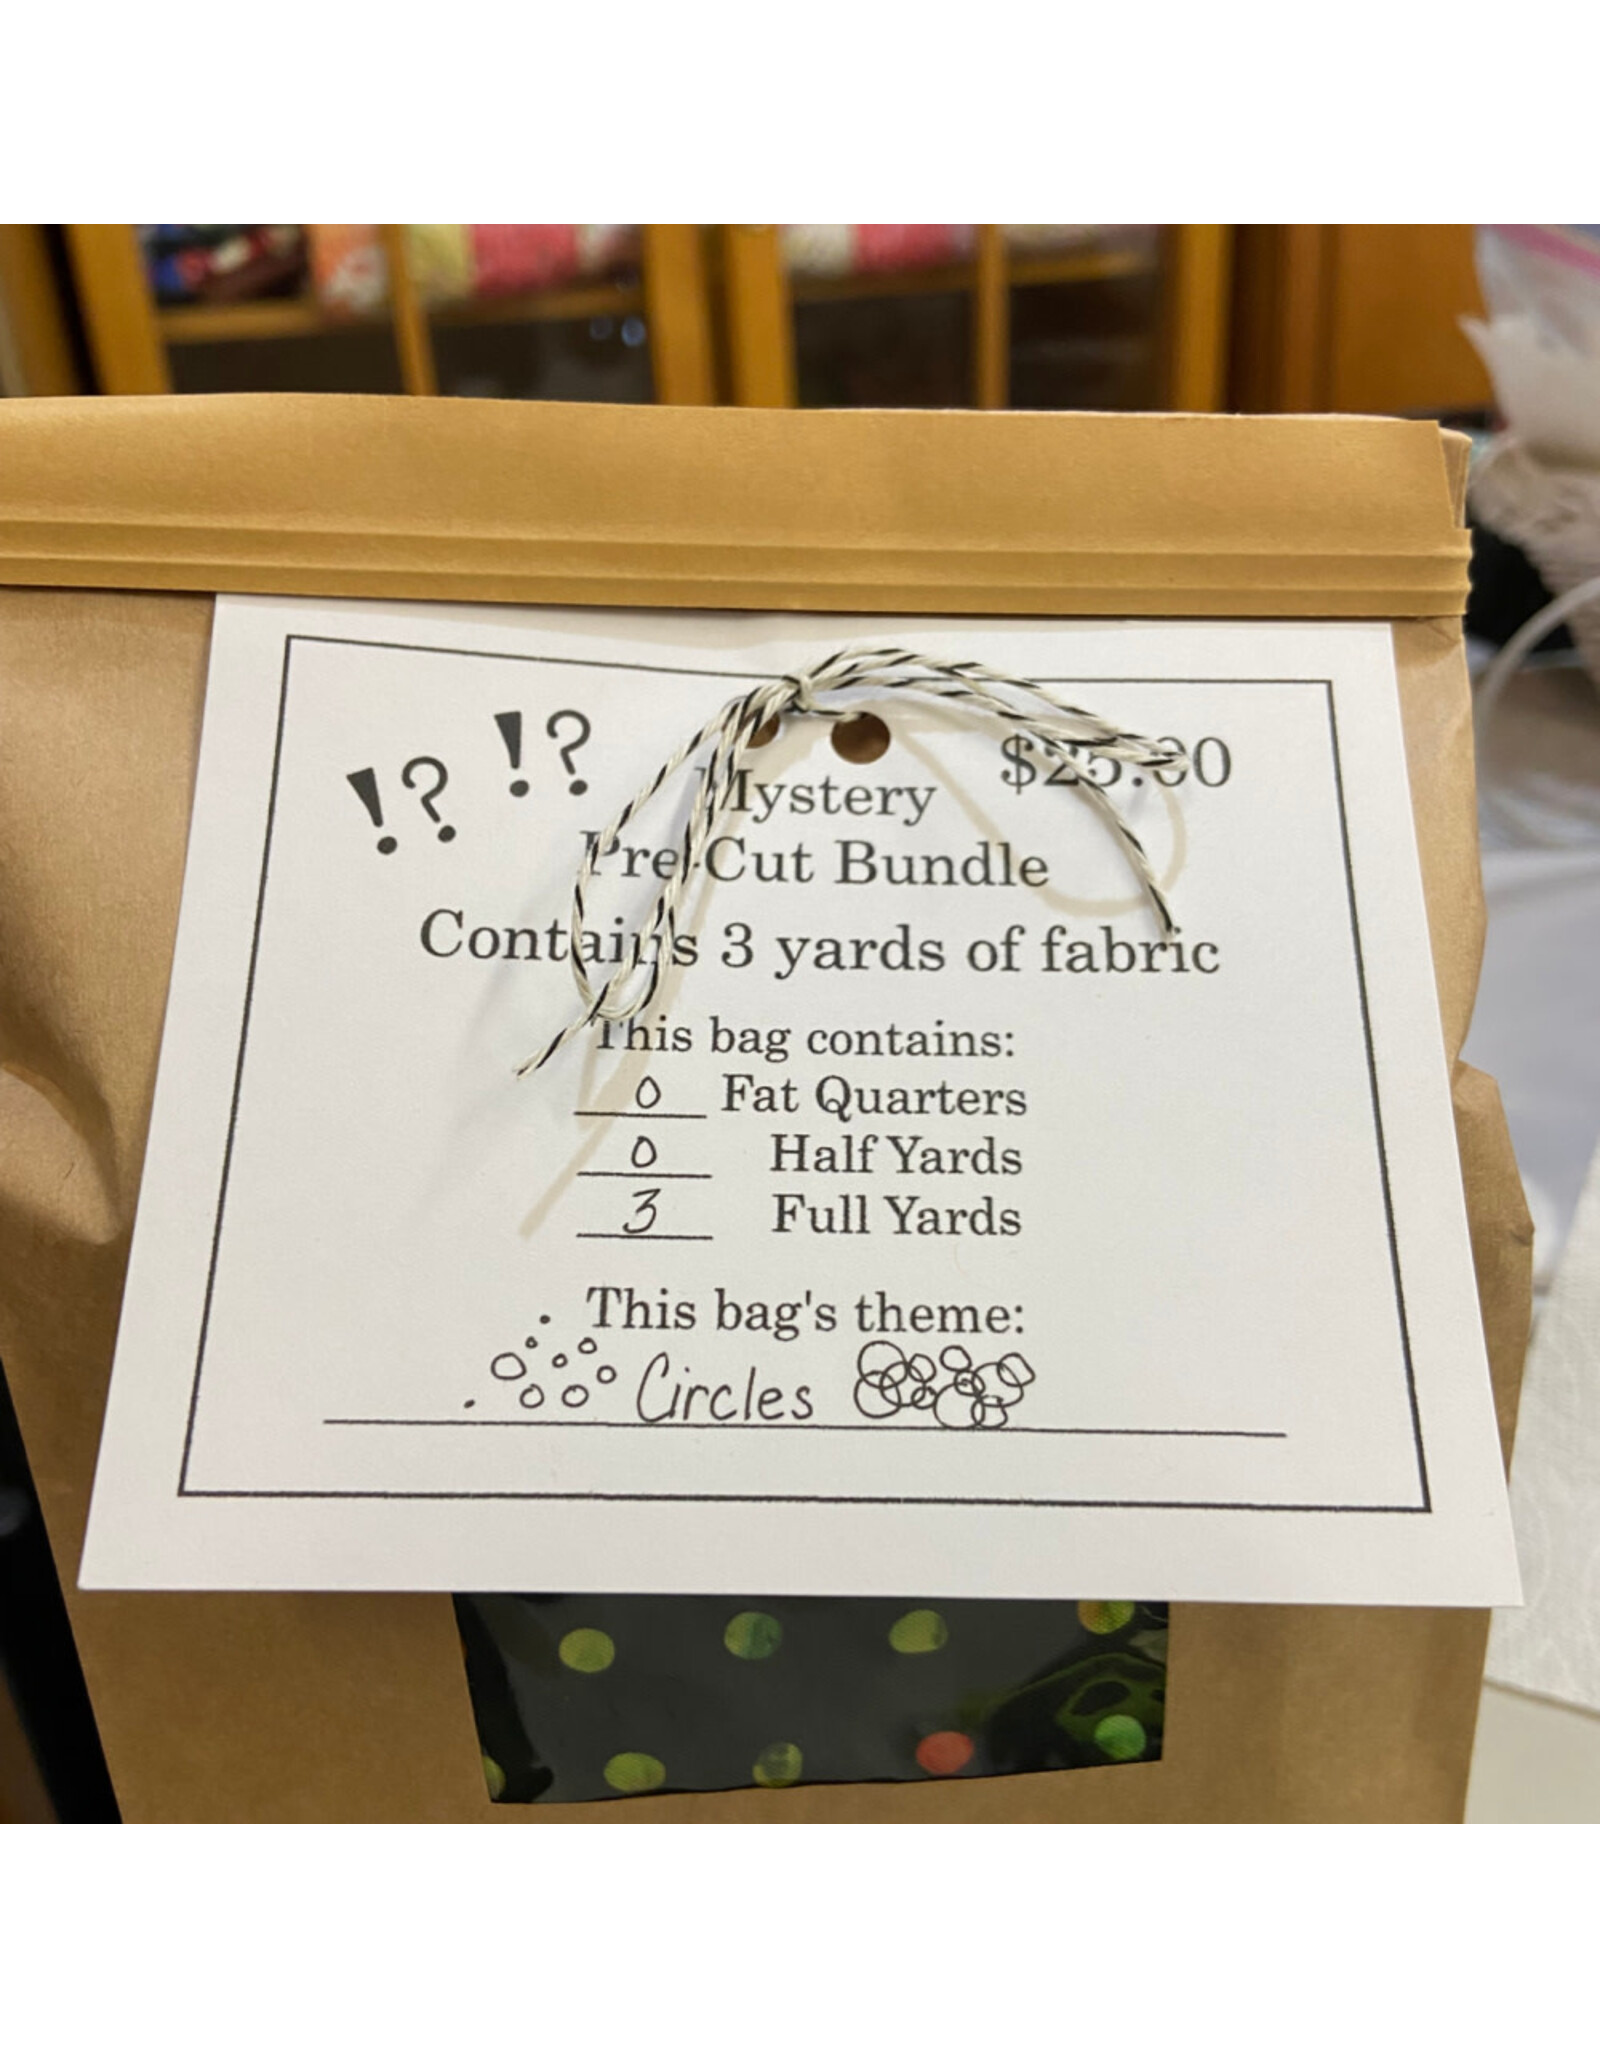 !? !?
$25.00
Mystery
Pre-Cut Bundle
Contains 3 yards of fabric
This bag contains:
0 Fat Quarters
0 Half Yards
3 Full Yards
This bag's theme:
Circles